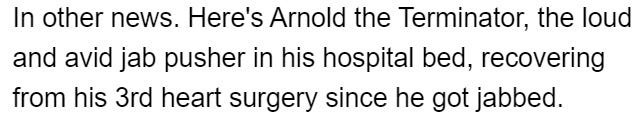 In other news. Here's Arnold the Terminator, the loud
and avid jab pusher in his hospital bed, recovering
from his 3rd heart surgery since he got jabbed.